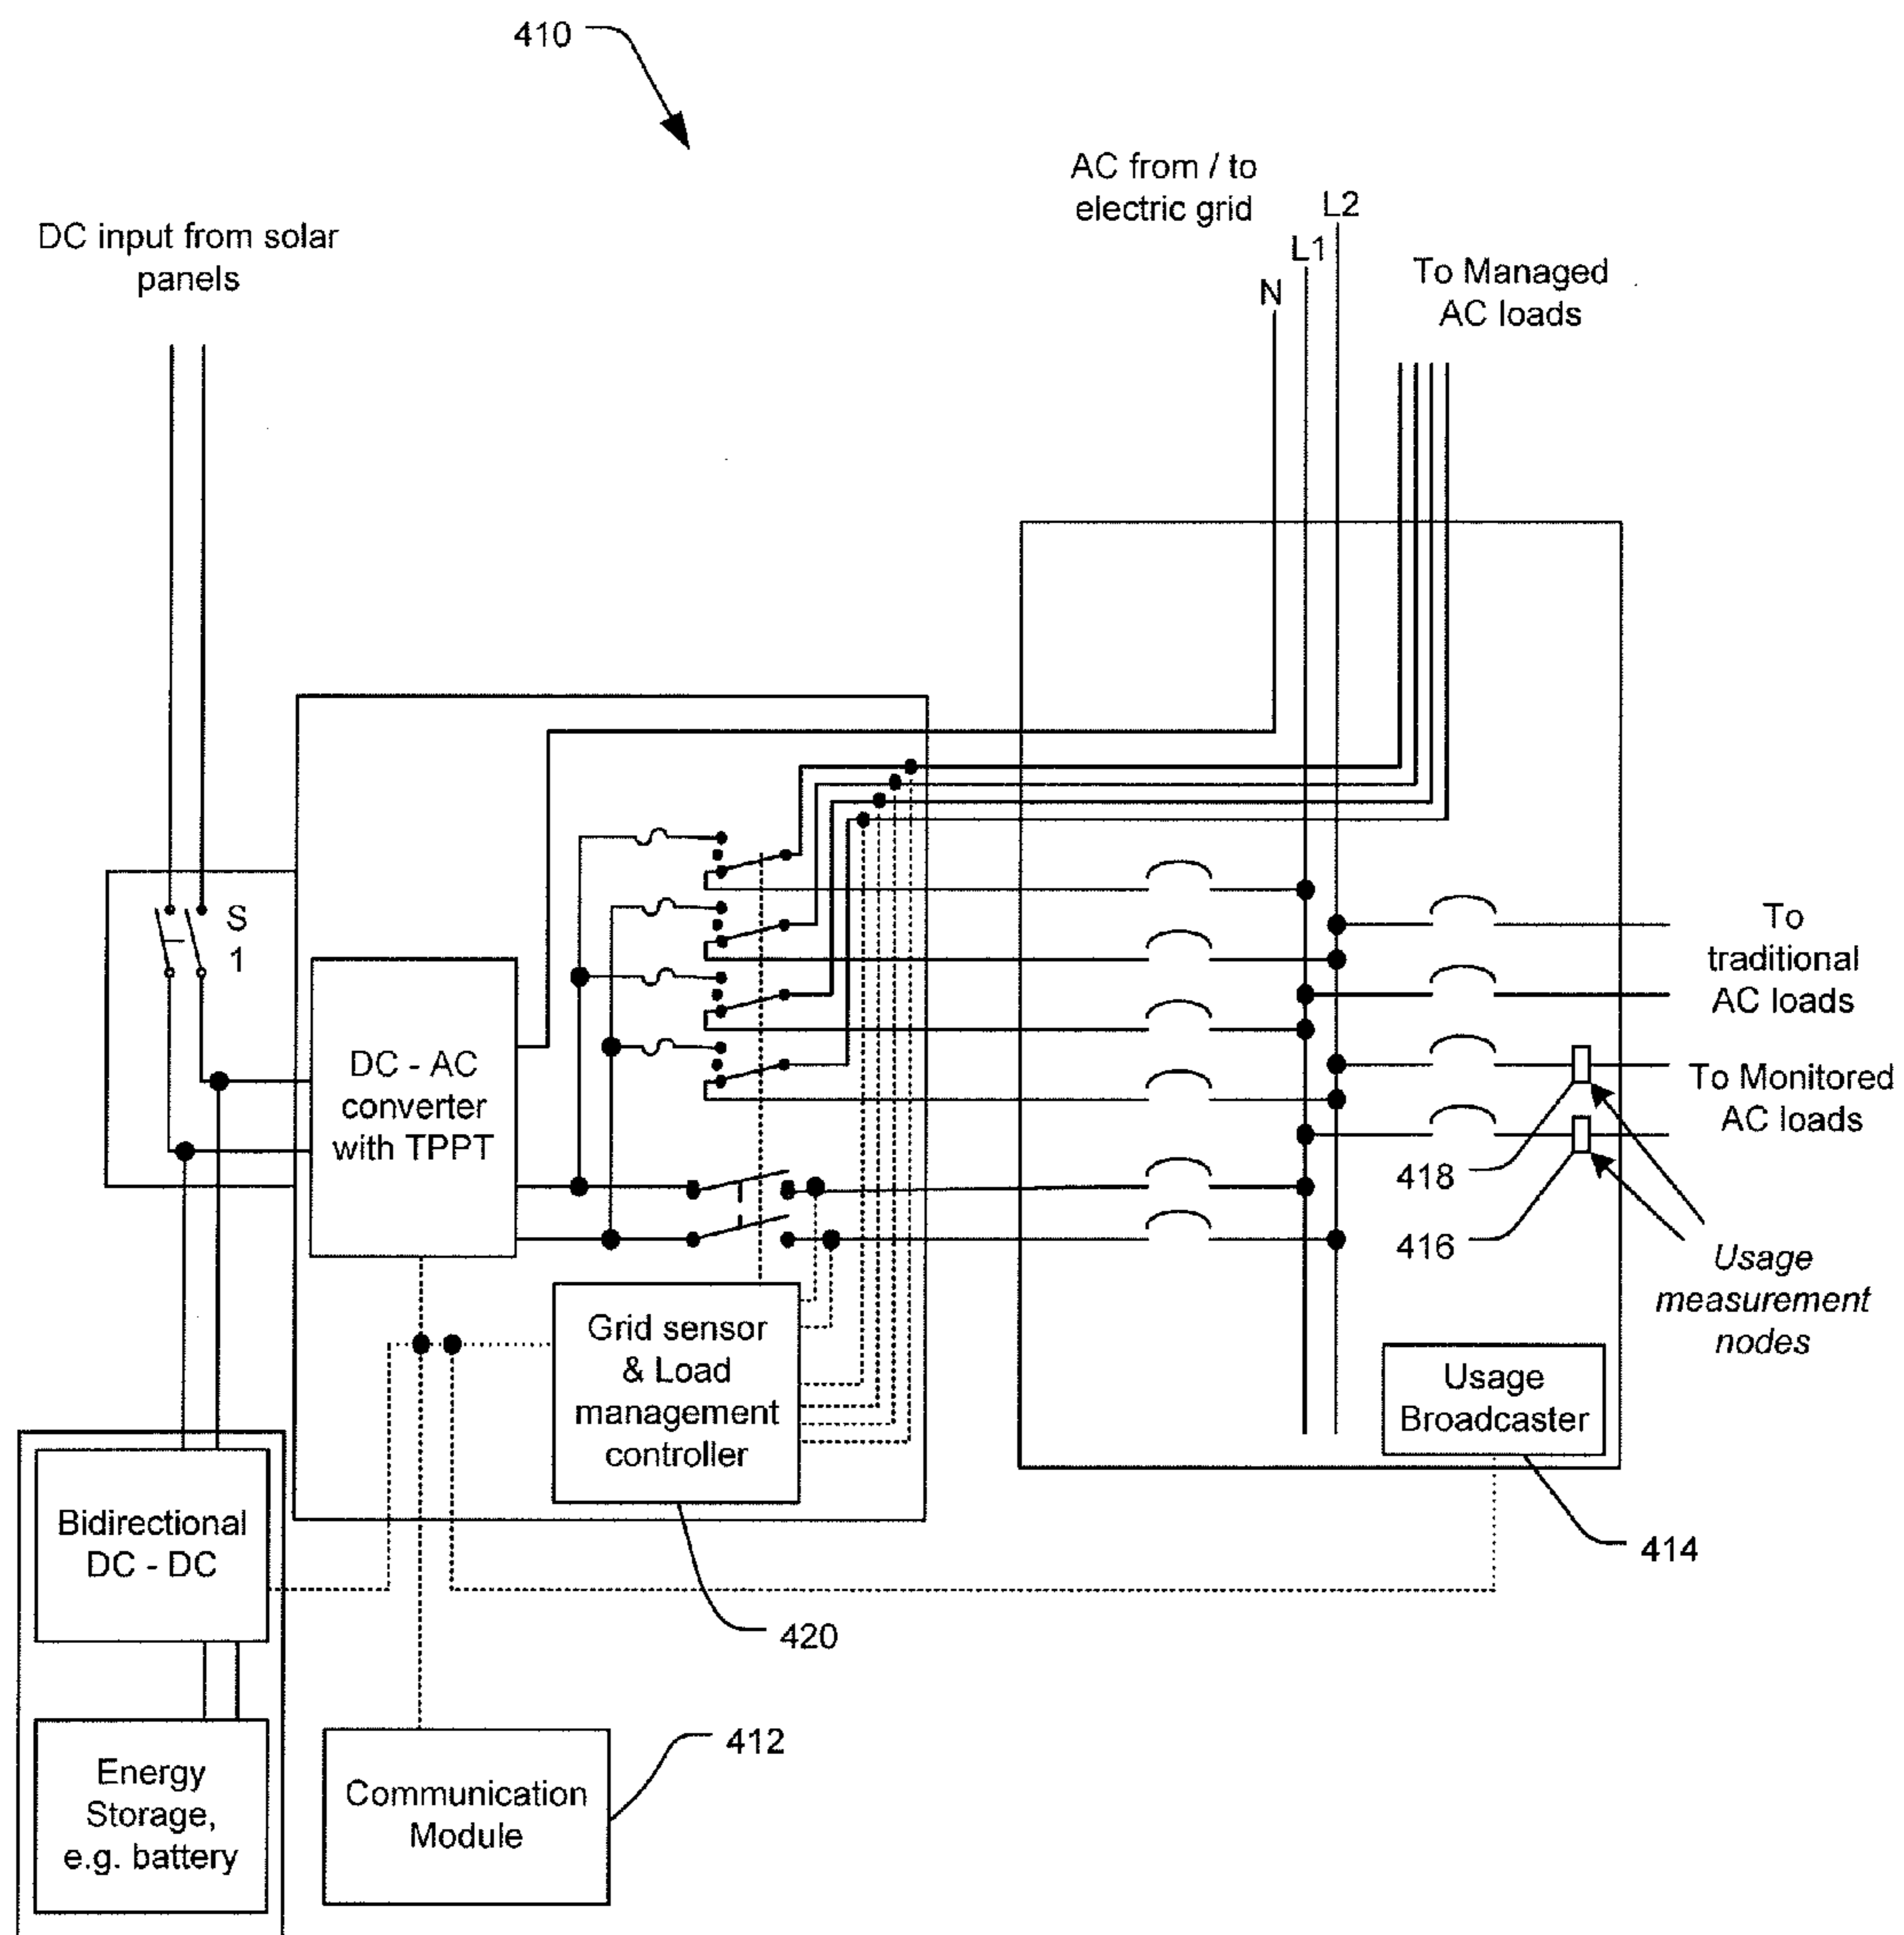 410
AC from / to
electric grid
L2
L1
N
DC input from solar
panels
To Managed
AC loads
S
1
To
traditional
AC loads
DC - AC
converter
with TPPT
To Monitored
AC loads
418
416
Usage
measurement
nodes
Grid sensor
& Load
management
controller
Usage
Broadcaster
414
Bidirectional
DC - DC
420
412
Energy
Storage,
e.g. battery
Communication
Module